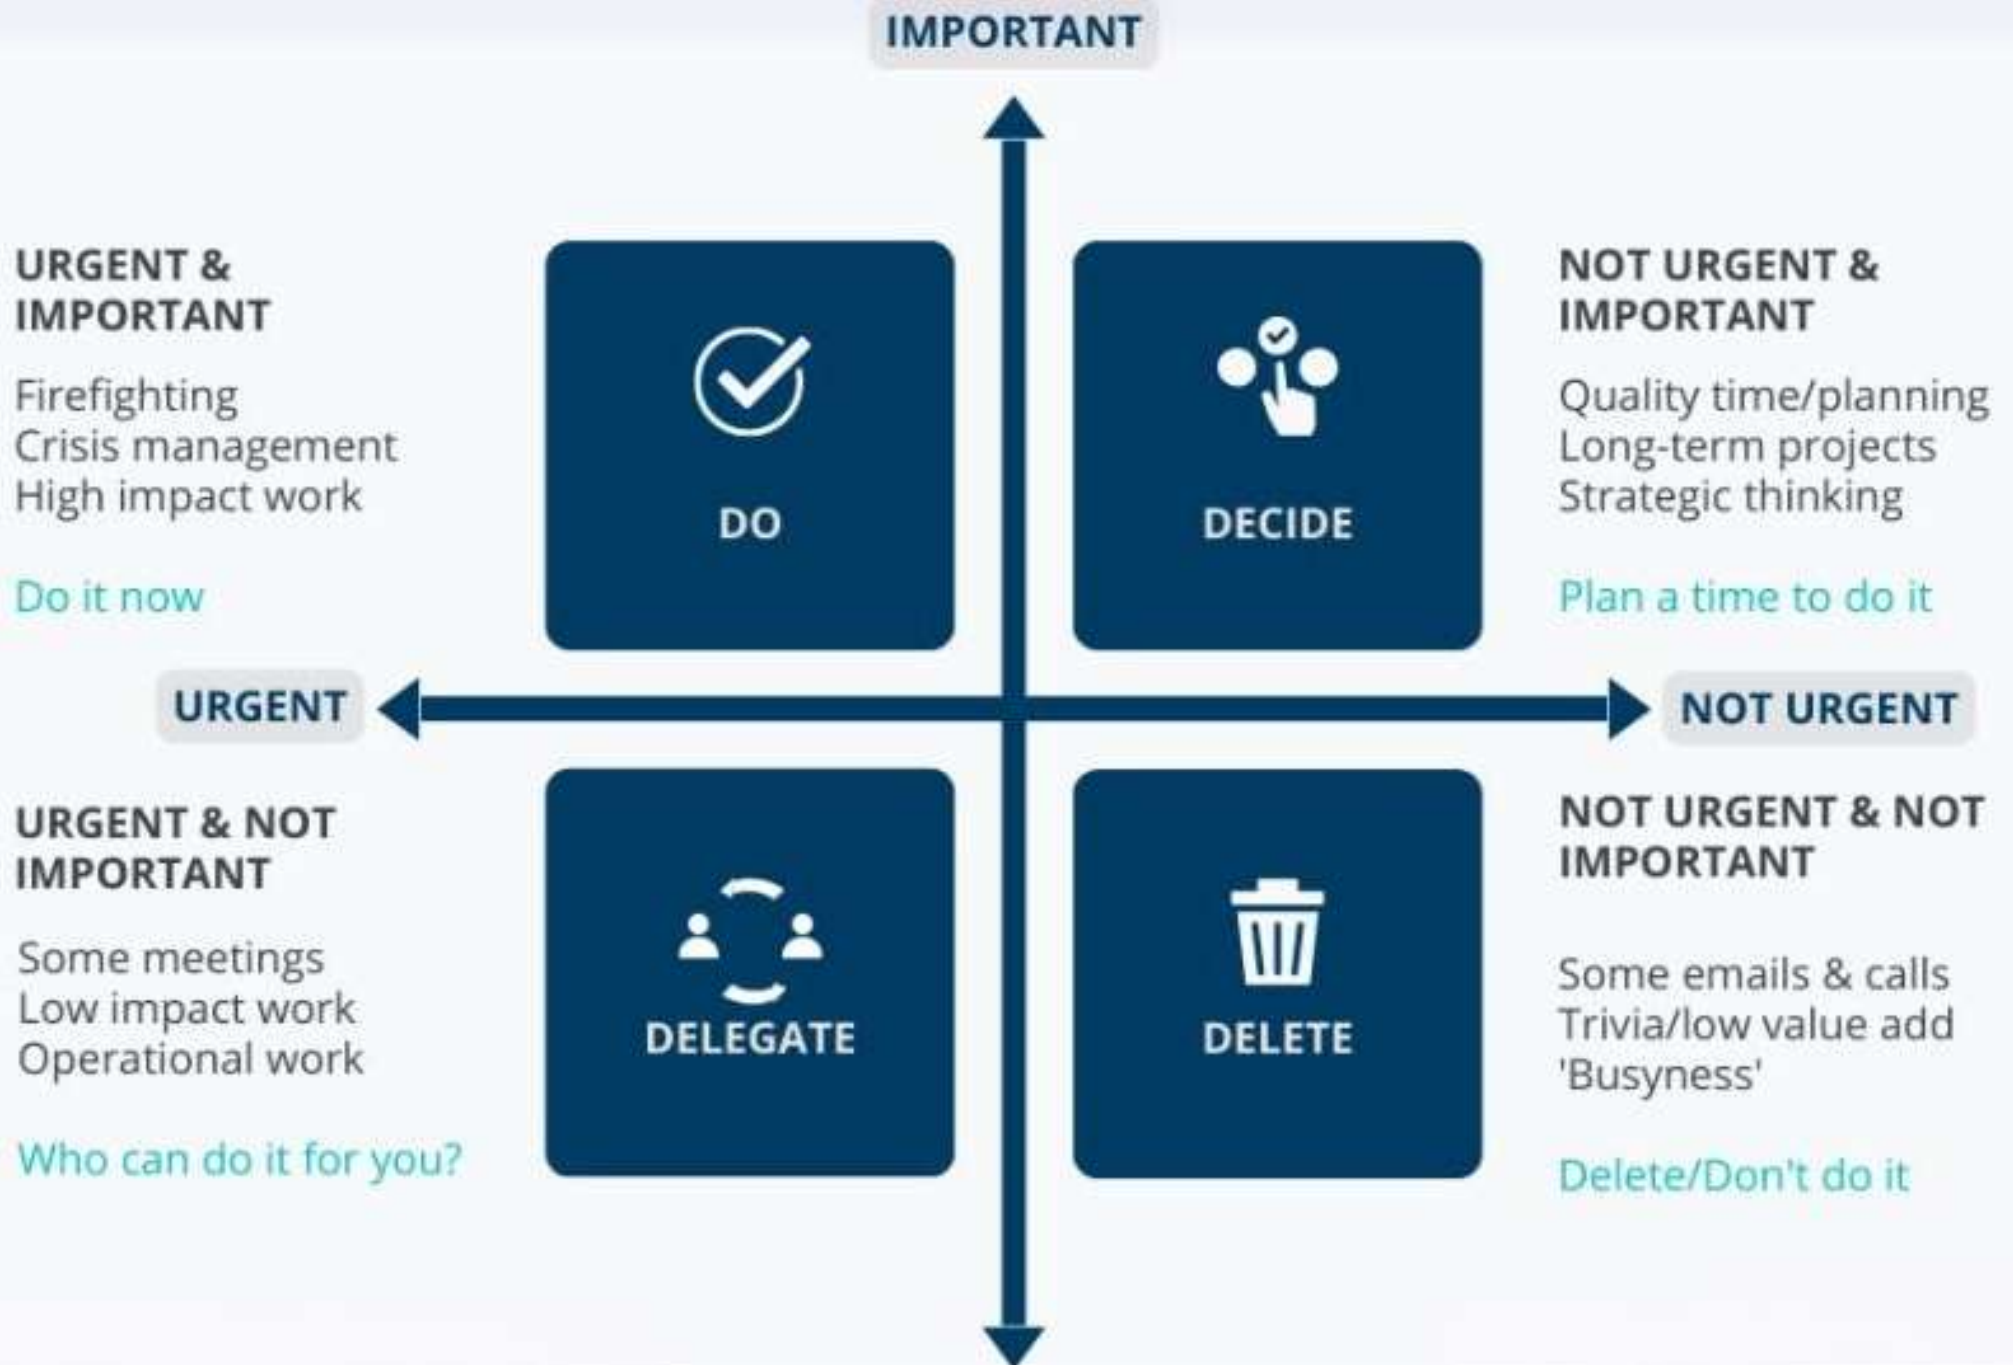 IMPORTANT
URGENT &
IMPORTANT
Firefighting
Crisis management
High impact work
Do it now
DO
DECIDE
NOT URGENT &
IMPORTANT
Quality time/planning
Long-term projects
Strategic thinking
Plan a time to do it
URGENT
NOT URGENT
URGENT & NOT
IMPORTANT
Some meetings
Low impact work
Operational work
Who can do it for you?
DELEGATE
DELETE
NOT URGENT & NOT
IMPORTANT
Some emails & calls
Trivia/low value add
'Busyness'
Delete/Don't do it